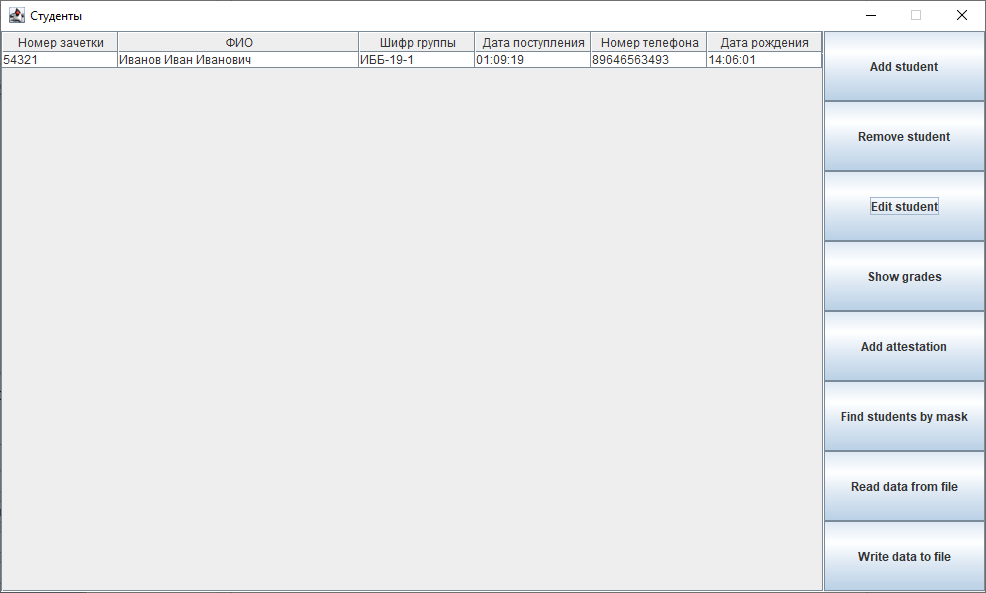 Студенты
Номер зачетки ФИО Шифр группы Дата поступления Номер телефона Дата рождения
54321 Иванов Иван Иванович ИББ-19-1 01:09:19 89646563493 14:06:01
Add student
Remove student
Edit student
Show grades
Add attestation
Find students by mask
Read data from file
Write data to file